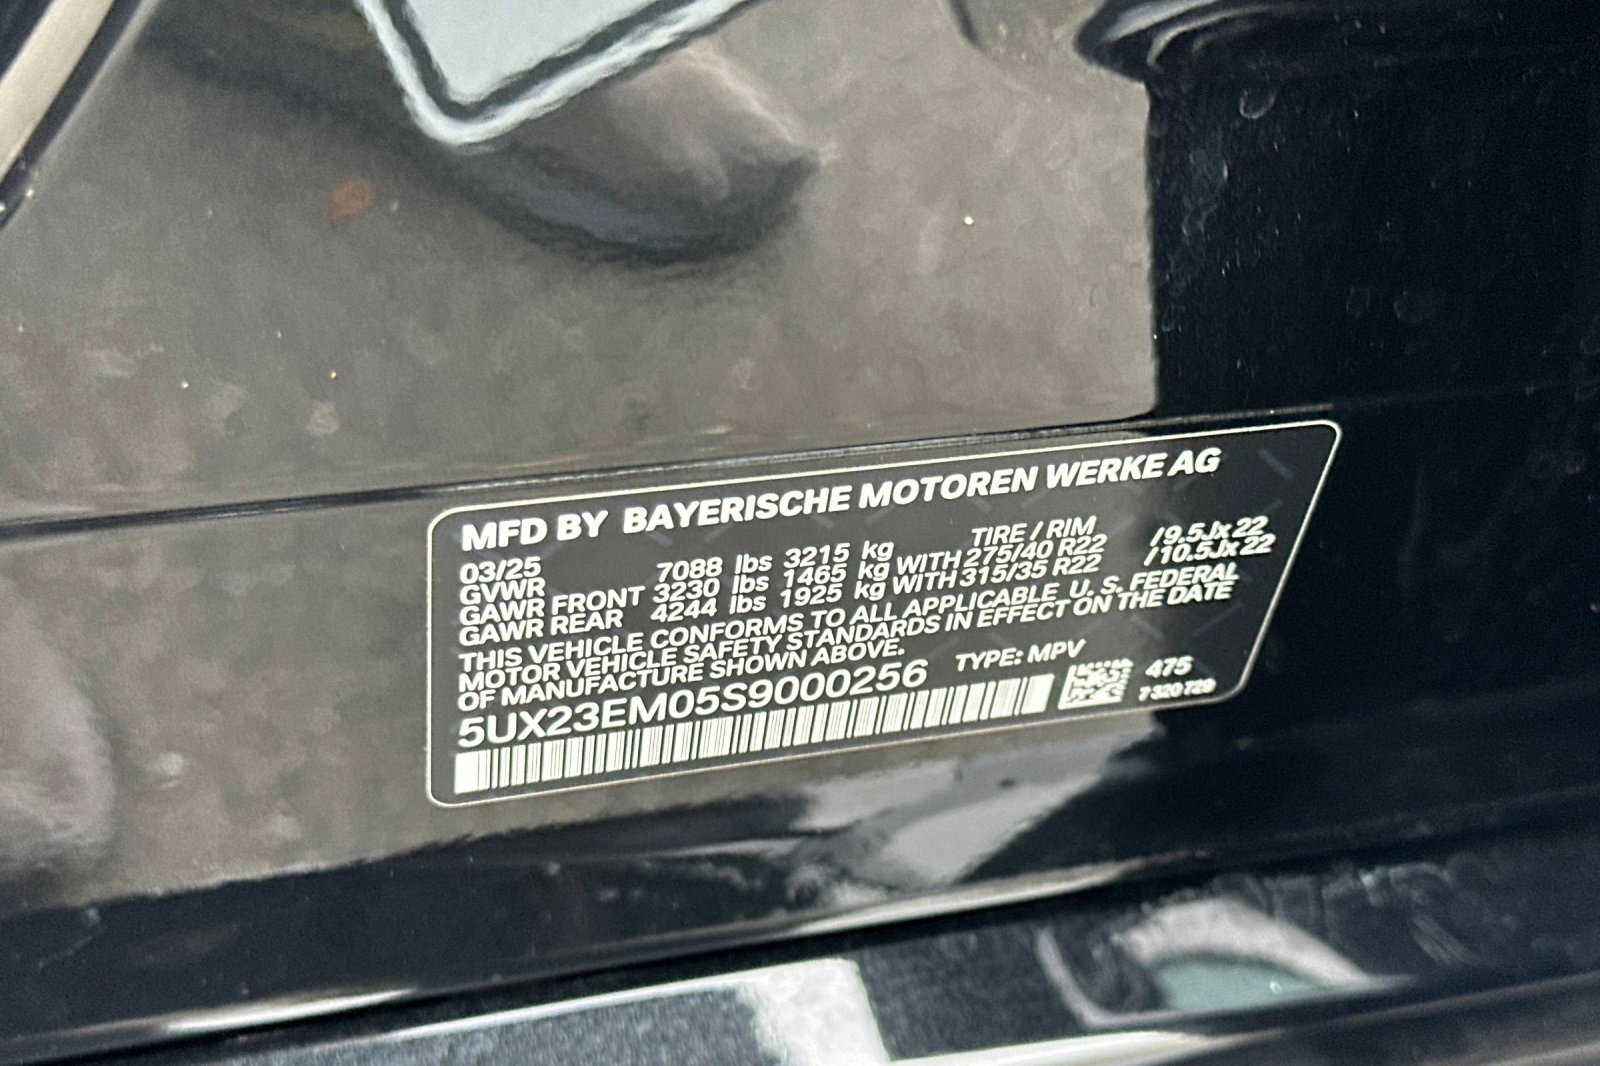 MFD BY BAYERISCHE MOTOREN WERKE AG
03/25 TIRE / RIM
GVWR 7088 lbs 3215 kg
GAWR FRONT 3230 lbs 1465 kg WITH 275/40 R22 /9.5Jx22
GAWR REAR 4244 lbs 1925 kg WITH 315/35 R22 /10.5Jx22
THIS VEHICLE CONFORMS TO ALL APPLICABLE U. S. FEDERAL
MOTOR VEHICLE SAFETY STANDARDS IN EFFECT ON THE DATE
OF MANUFACTURE SHOWN ABOVE.
5UX23EM05S9000256 TYPE: MPV
475
7 320 729